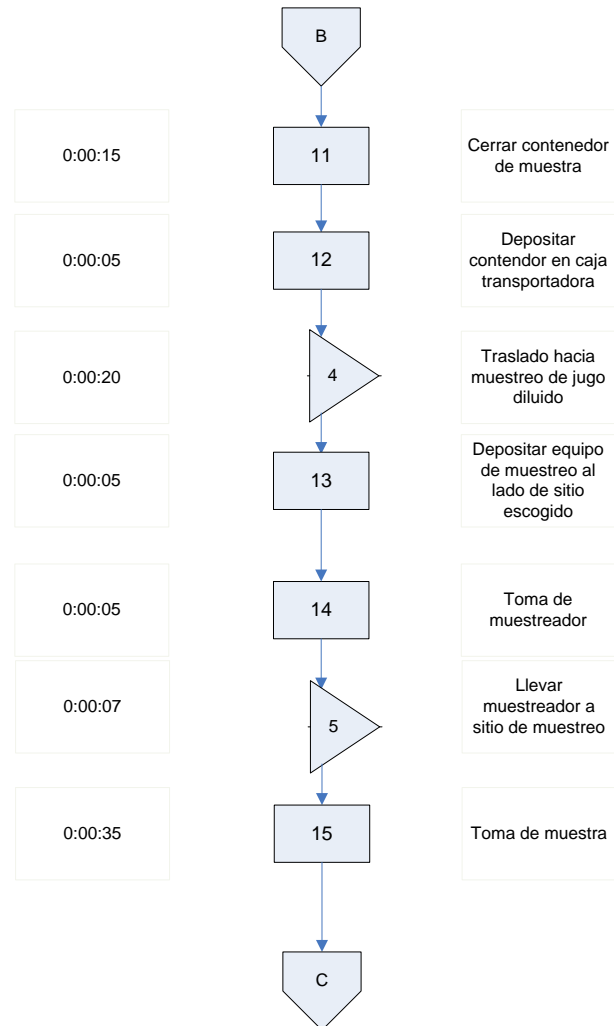 B
0:00:15
11
Cerrar contenedor
de muestra
0:00:05
12
Depositar
contendor en caja
transportadora
0:00:20
4
Traslado hacia
muestreo de jugo
diluido
0:00:05
13
Depositar equipo
de muestreo al
lado de sitio
escogido
0:00:05
14
Toma de
muestreador
0:00:07
5
Llevar
muestreador a
sitio de muestreo
0:00:35
15
Toma de muestra
C